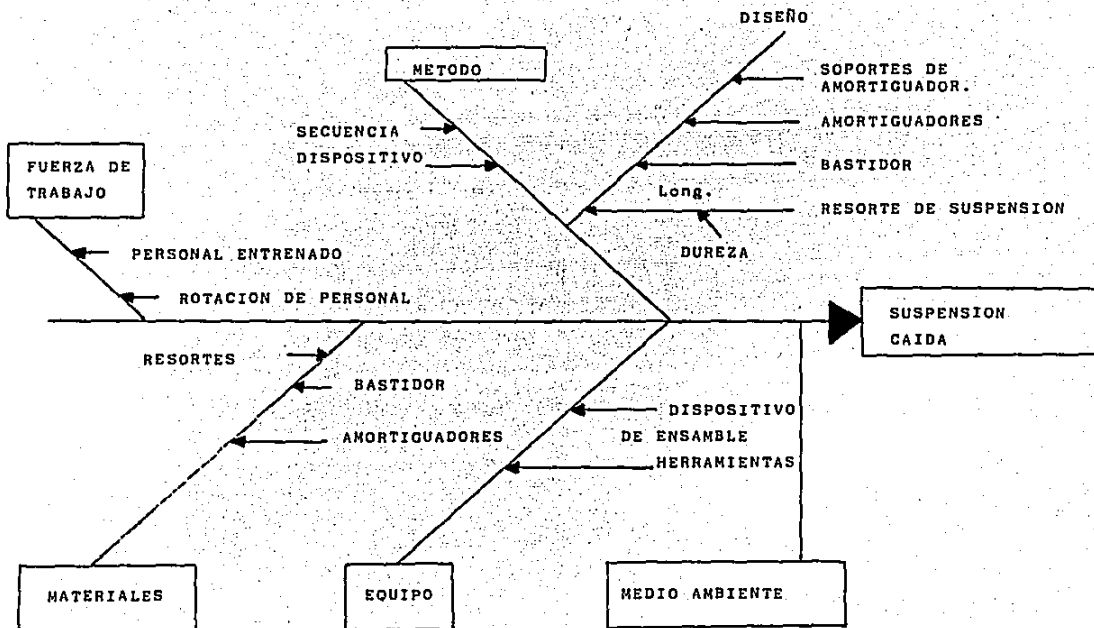 DISEÑO
METODO
SOPORTES DE
AMORTIGUADOR.
SECUENCIA
AMORTIGUADORES
DISPOSITIVO
BASTIDOR
FUERZA DE
TRABAJO
Long.
RESORTE DE SUSPENSION
DUREZA
PERSONAL ENTRENADO
ROTACION DE PERSONAL
SUSPENSION
CAIDA
RESORTES
BASTIDOR
AMORTIGUADORES
DISPOSITIVO
DE ENSAMBLE
HERRAMIENTAS
MATERIALES
EQUIPO
MEDIO AMBIENTE